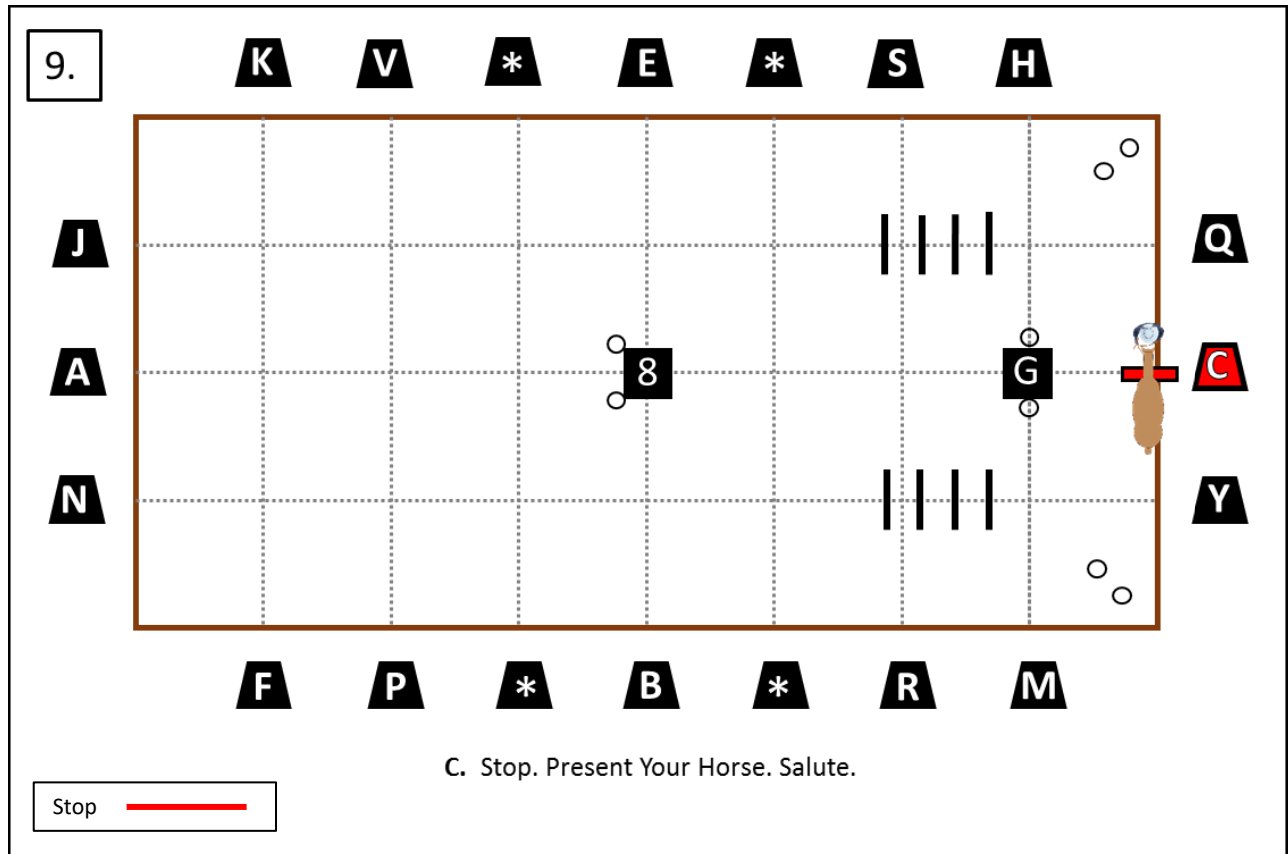 9.
K V * E * S H
J Q
8 G
A C
N Y
F P * B * R M
C. Stop. Present Your Horse. Salute.
Stop